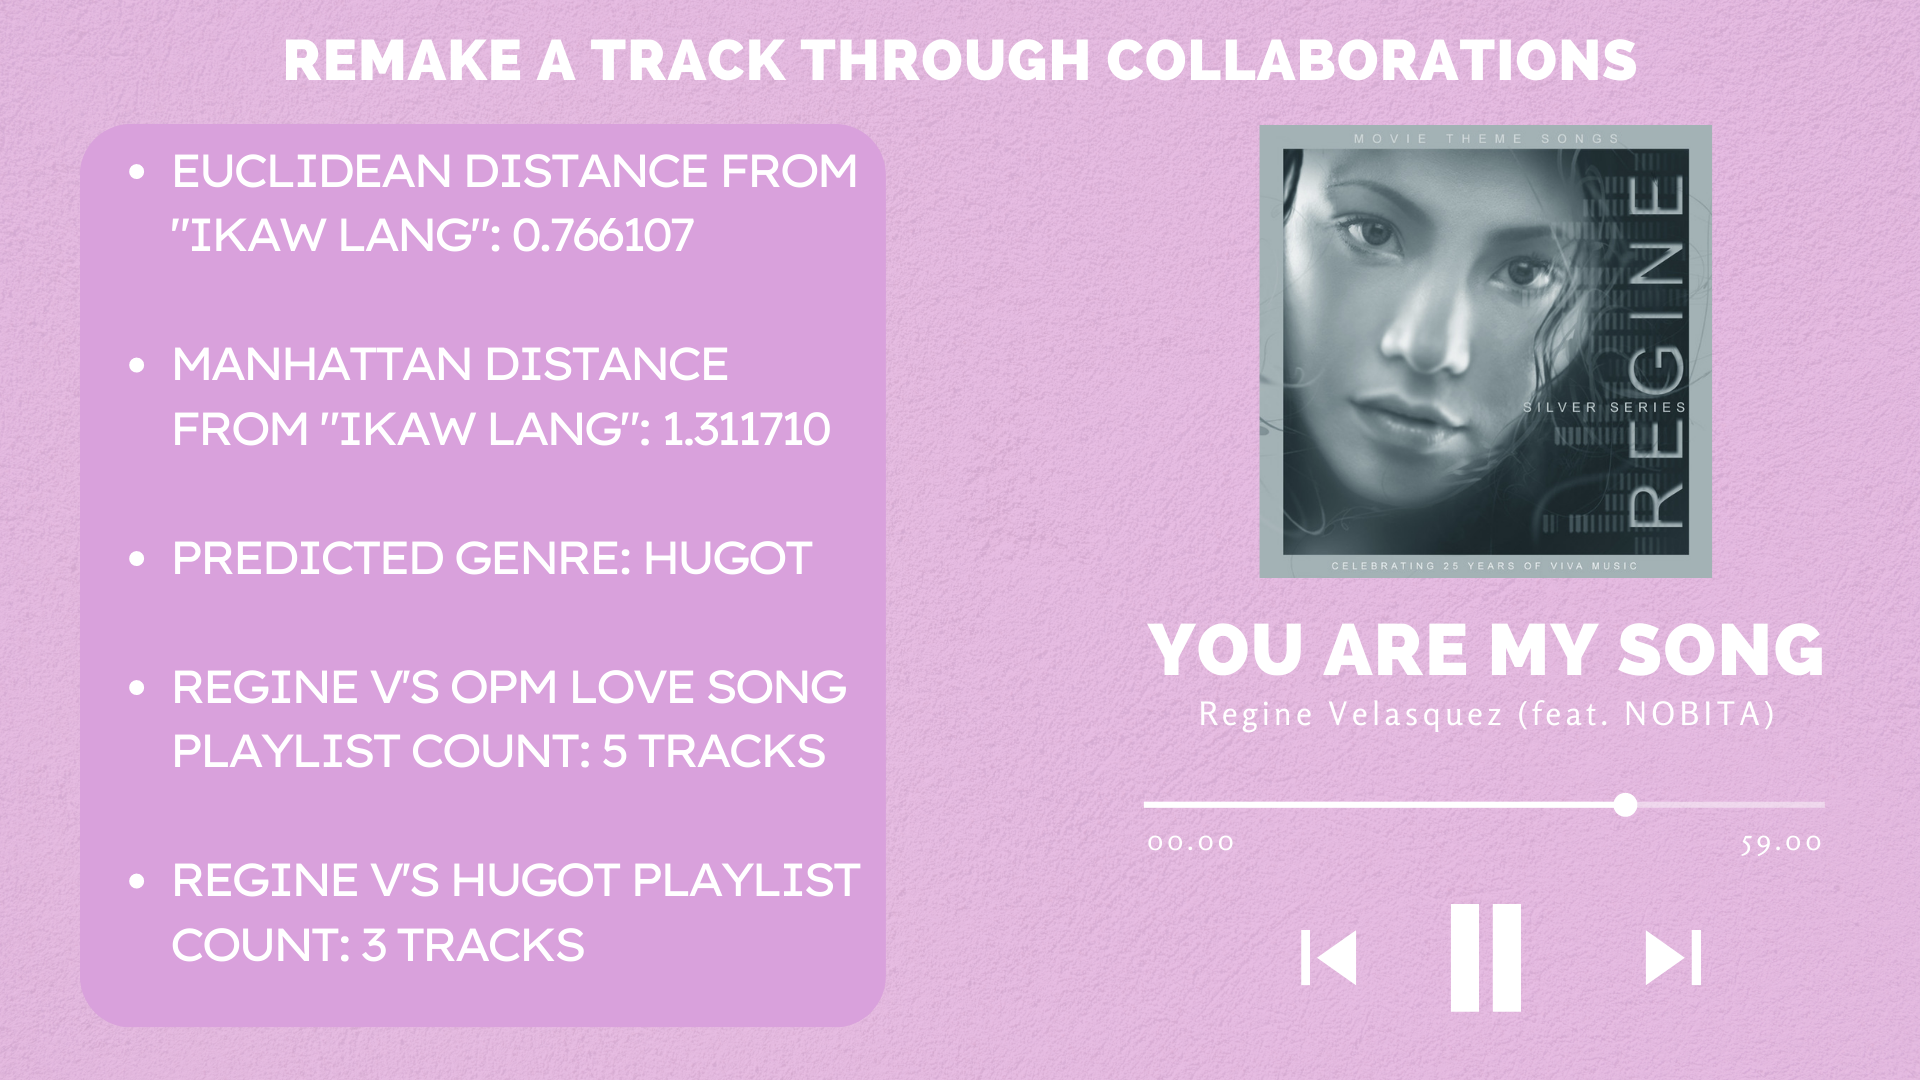 REMAKE A TRACK THROUGH COLLABORATIONS
• EUCLIDEAN DISTANCE FROM
"IKAW LANG": 0.766107
• MANHATTAN DISTANCE
FROM "IKAW LANG": 1.311710
• PREDICTED GENRE: HUGOT
• REGINE V'S OPM LOVE SONG
PLAYLIST COUNT: 5 TRACKS
• REGINE V'S HUGOT PLAYLIST
COUNT: 3 TRACKS
MOVIE THEME SONGS
REGINE
SILVER SERIES
CELEBRATING 25 YEARS OF VIVA MUSIC
YOU ARE MY SONG
Regine Velasquez (feat. NOBITA)
00.00
59.00